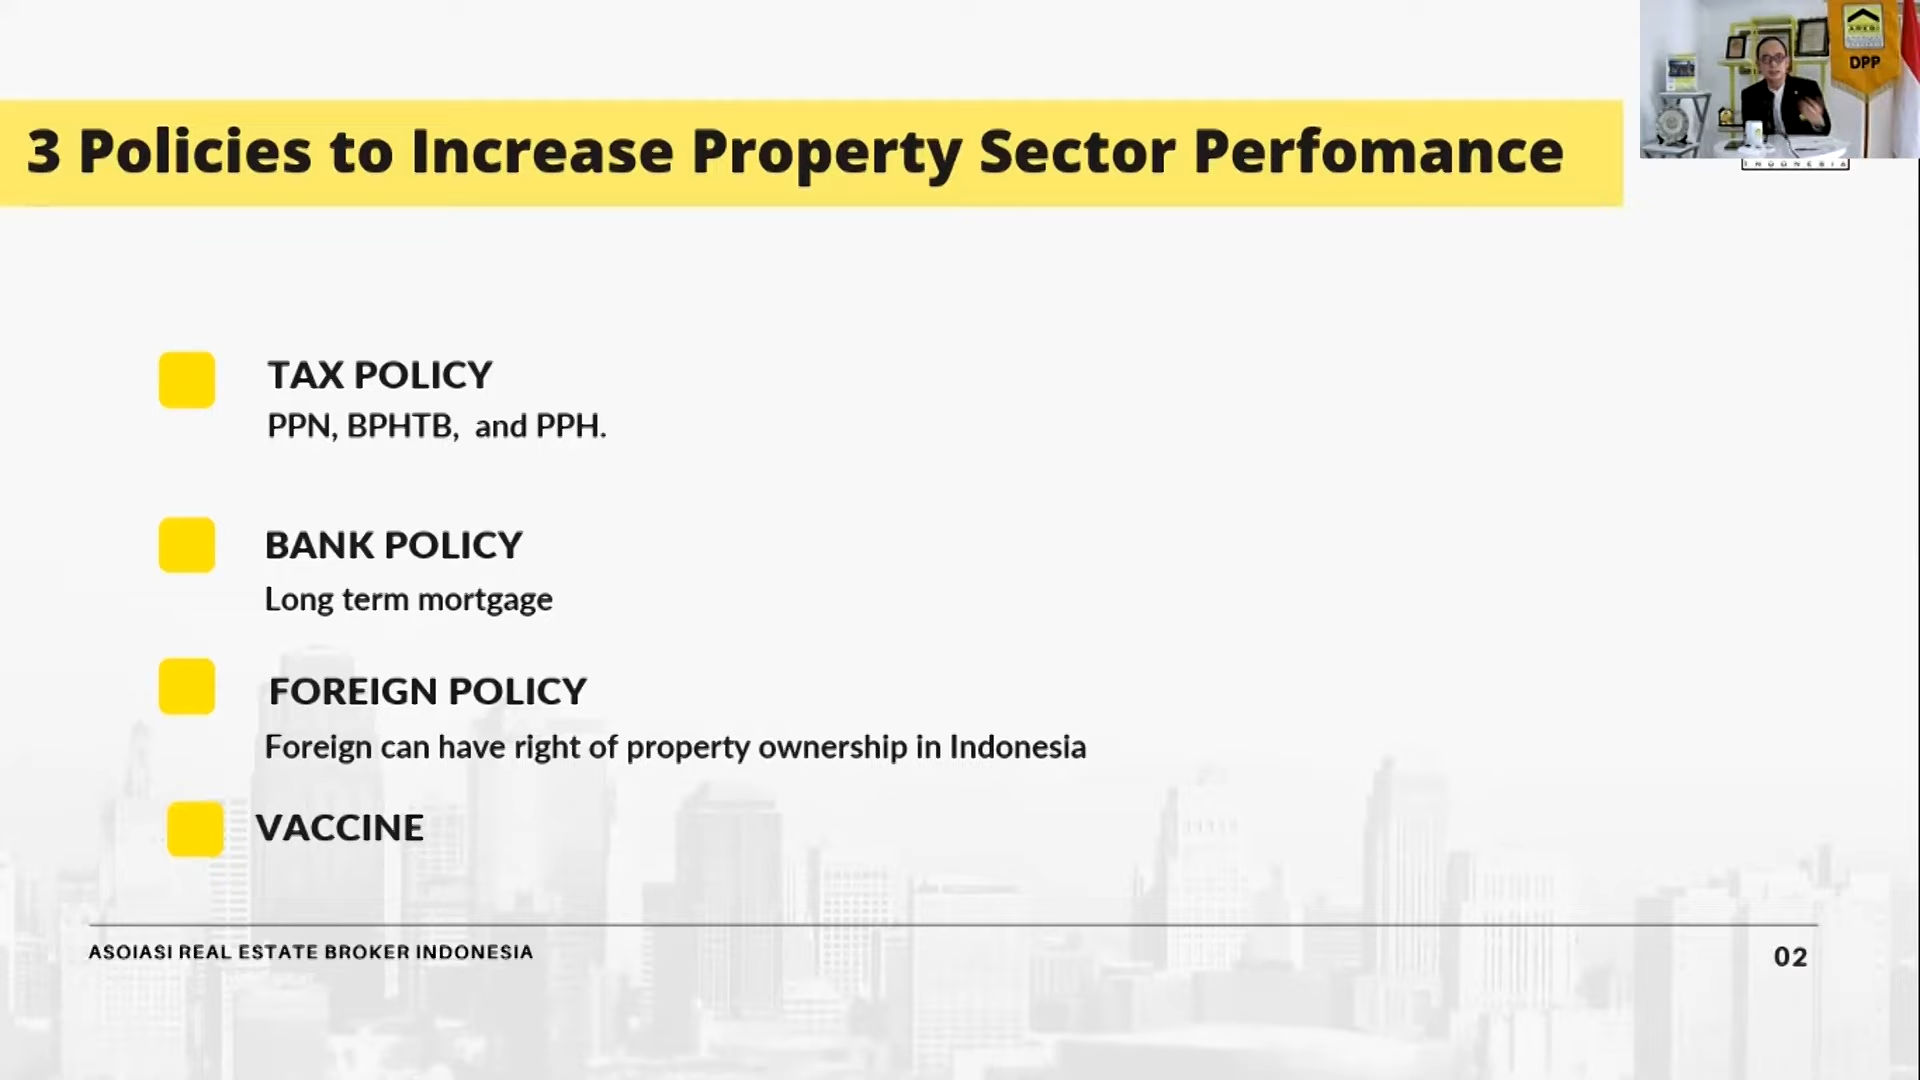 3 Policies to Increase Property Sector Perfomance
DPP
INDONESIA
TAX POLICY
PPN, BPHTB, and PPH.
BANK POLICY
Long term mortgage
FOREIGN POLICY
Foreign can have right of property ownership in Indonesia
VACCINE
ASOIASI REAL ESTATE BROKER INDONESIA
02